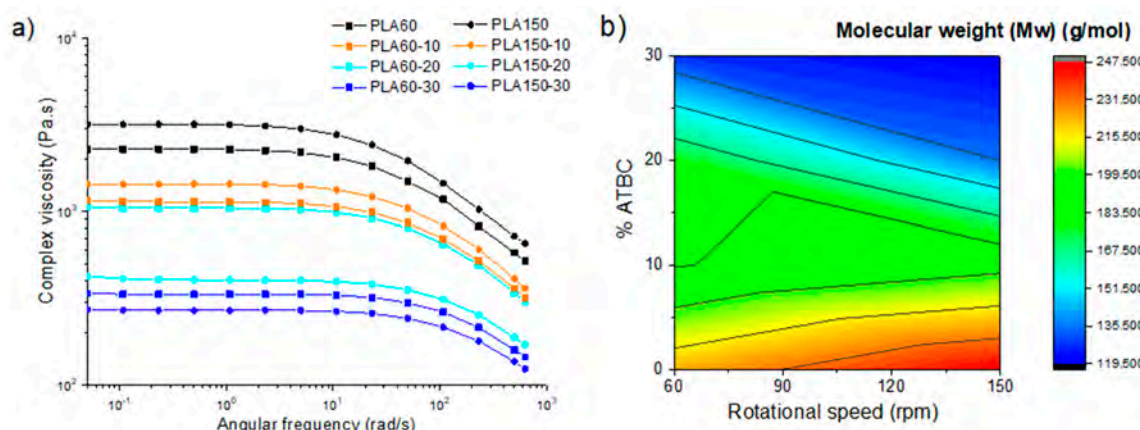 a)
PLA60 PLA150
PLA60-10 PLA150-10
PLA60-20 PLA150-20
PLA60-30 PLA150-30
Complex viscosity (Pa.s)
10⁴
10³
10²
10⁻¹ 10⁰ 10¹ 10² 10³
Angular frequency (rad/s)
b)
Molecular weight (Mw) (g/mol)
% ATBC
30
20
10
0
60 90 120 150
Rotational speed (rpm)
247.500
231.500
215.500
199.500
183.500
167.500
151.500
135.500
119.500